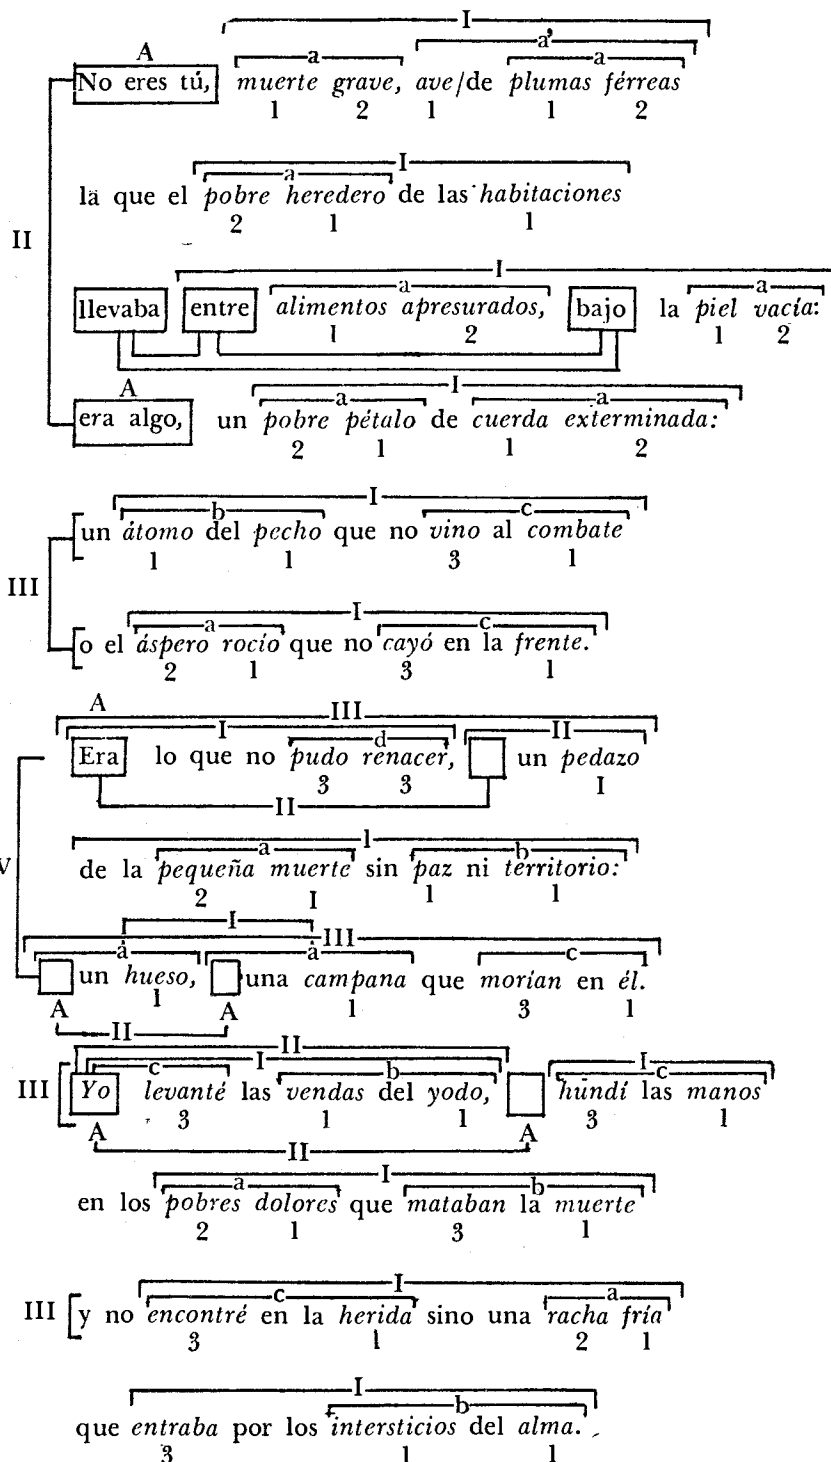 I
a'
A a a
No eres tú, muerte grave, ave/de plumas férreas
1 2 1 1 2
I
a
la que el pobre heredero de las habitaciones
2 1 1
II
I
a a
llevaba entre alimentos apresurados, bajo la piel vacía:
1 2 1 2
A I
a a
era algo, un pobre pétalo de cuerda exterminada:
2 1 1 2
I
b c
un átomo del pecho que no vino al combate
1 1 3 1
III
I
a c
o el áspero rocío que no cayó en la frente.
2 1 3 1
A III
I II
d
Era lo que no pudo renacer, un pedazo
3 3 I
II
I
V a b
de la pequeña muerte sin paz ni territorio:
2 I 1 1
I
III
a a c
un hueso, una campana que morían en él.
1 1 3 1
A A
II
II
I I
c b c
III Yo levanté las vendas del yodo, hundí las manos
3 1 1 3 1
A A
II
I
a b
en los pobres dolores que mataban la muerte
2 1 3 1
I
c a
III y no encontré en la herida sino una racha fría
3 1 2 1
I
b
que entraba por los intersticios del alma.
3 1 1